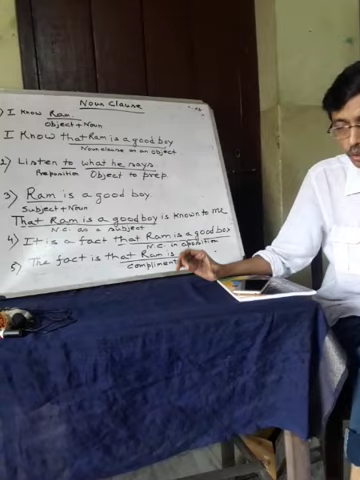 Noun Clause
1) I Know Ram
Object + Noun
I Know that Ram is a good boy
Noun clause as an object
2) Listen to what he says
Preposition Object to prep.
3) Ram is a good boy
Subject + Noun
That Ram is a good boy is known to me
N.C. as a subject
4) It is a fact that Ram is a good boy
N.C. in apposition
5) The fact is that Ram is
compliment